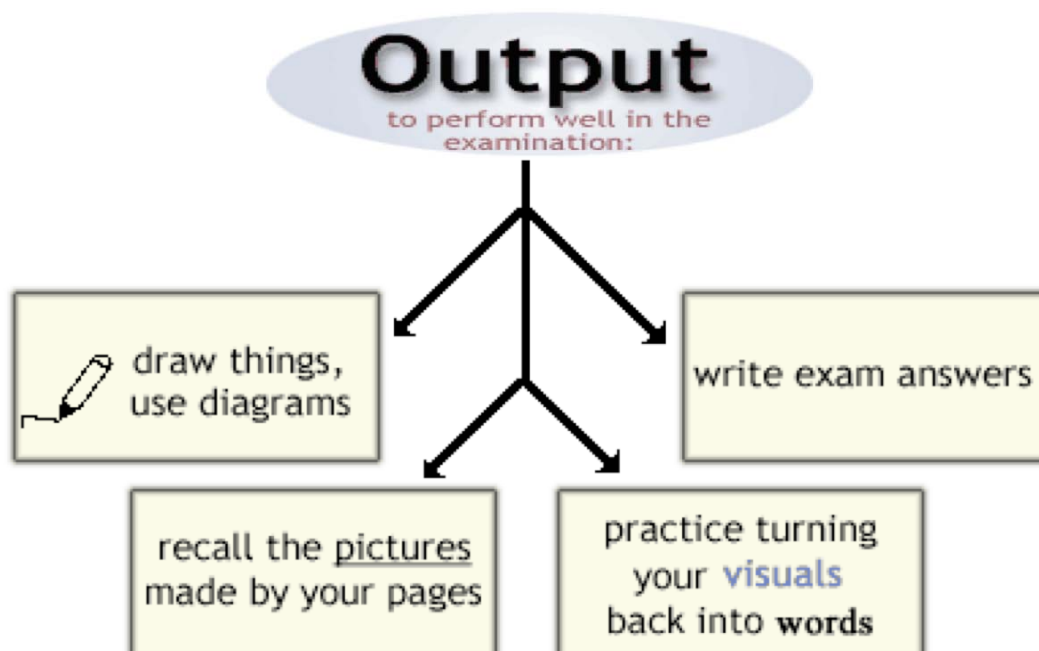 Output
to perform well in the
examination:
draw things,
use diagrams
write exam answers
recall the pictures
made by your pages
practice turning
your visuals
back into words